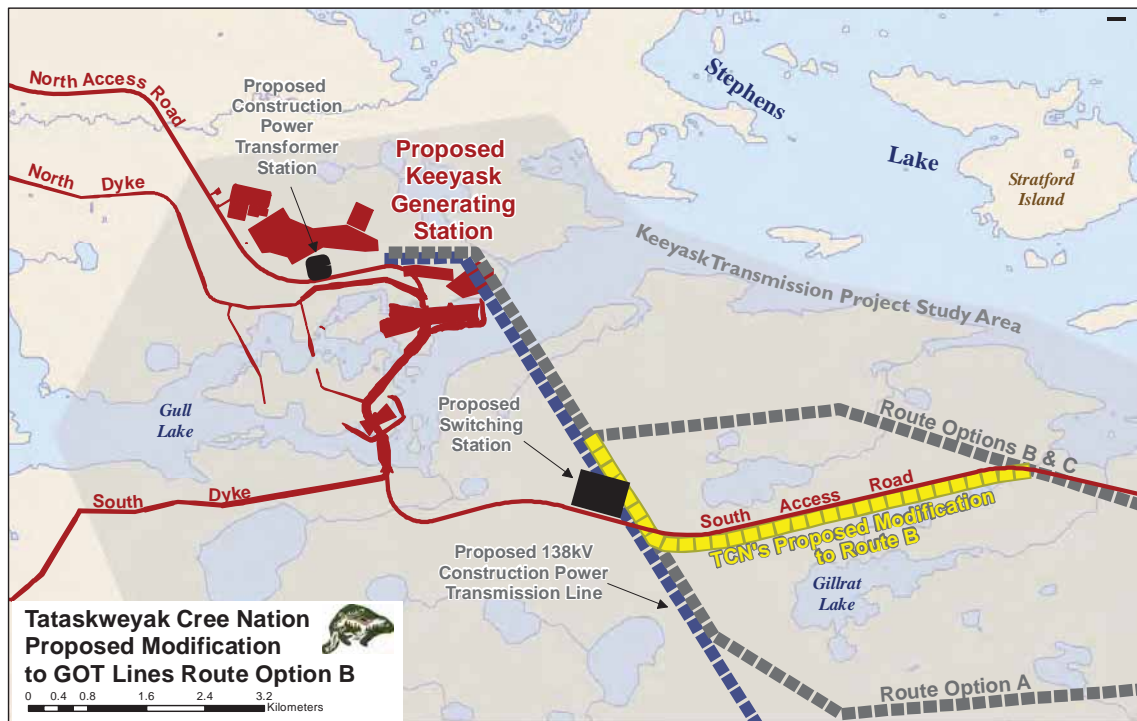 North Access Road
Proposed
Construction
Power
Transformer
Station
Stephens
Lake
Proposed
Keeyask
Generating
Station
North Dyke
Stratford
Island
Keeyask Transmission Project Study Area
Gull
Lake
Proposed
Switching
Station
Route Options B & C
South Dyke
South Access Road
TCN's Proposed Modification
to Route B
Proposed 138kV
Construction Power
Transmission Line
Gillrat
Lake
Route Option A
Tataskweyak Cree Nation
Proposed Modification
to GOT Lines Route Option B
0 0.4 0.8 1.6 2.4 3.2
Kilometers